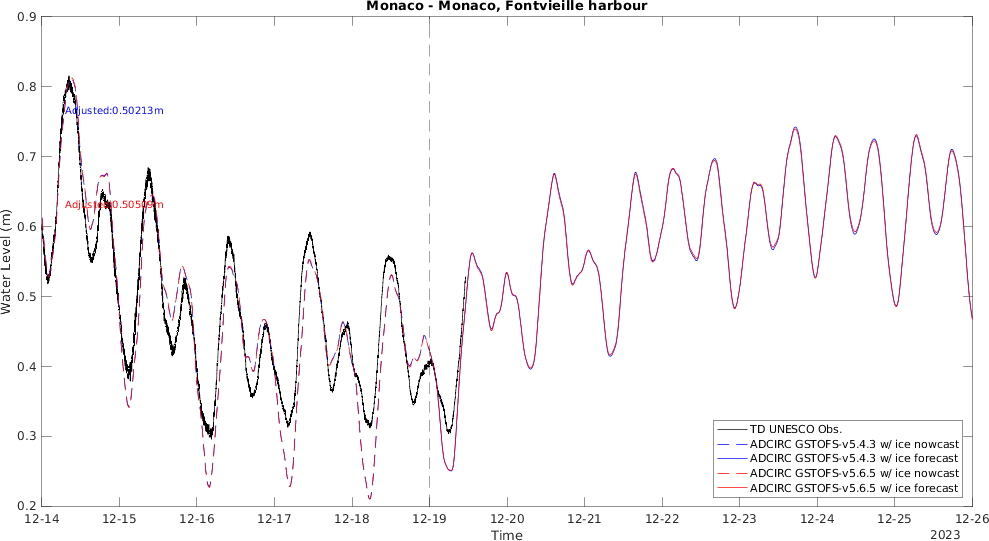 Monaco - Monaco, Fontvieille harbour
0.9
0.8
0.7
0.6
0.5
0.4
0.3
0.2
Water Level (m)
Adjusted:0.50213m
Adjusted:0.50509m
TD UNESCO Obs.
ADCIRC GSTOFS-v5.4.3 w/ ice nowcast
ADCIRC GSTOFS-v5.4.3 w/ ice forecast
ADCIRC GSTOFS-v5.6.5 w/ ice nowcast
ADCIRC GSTOFS-v5.6.5 w/ ice forecast
12-14 12-15 12-16 12-17 12-18 12-19 12-20 12-21 12-22 12-23 12-24 12-25 12-26
Time
2023